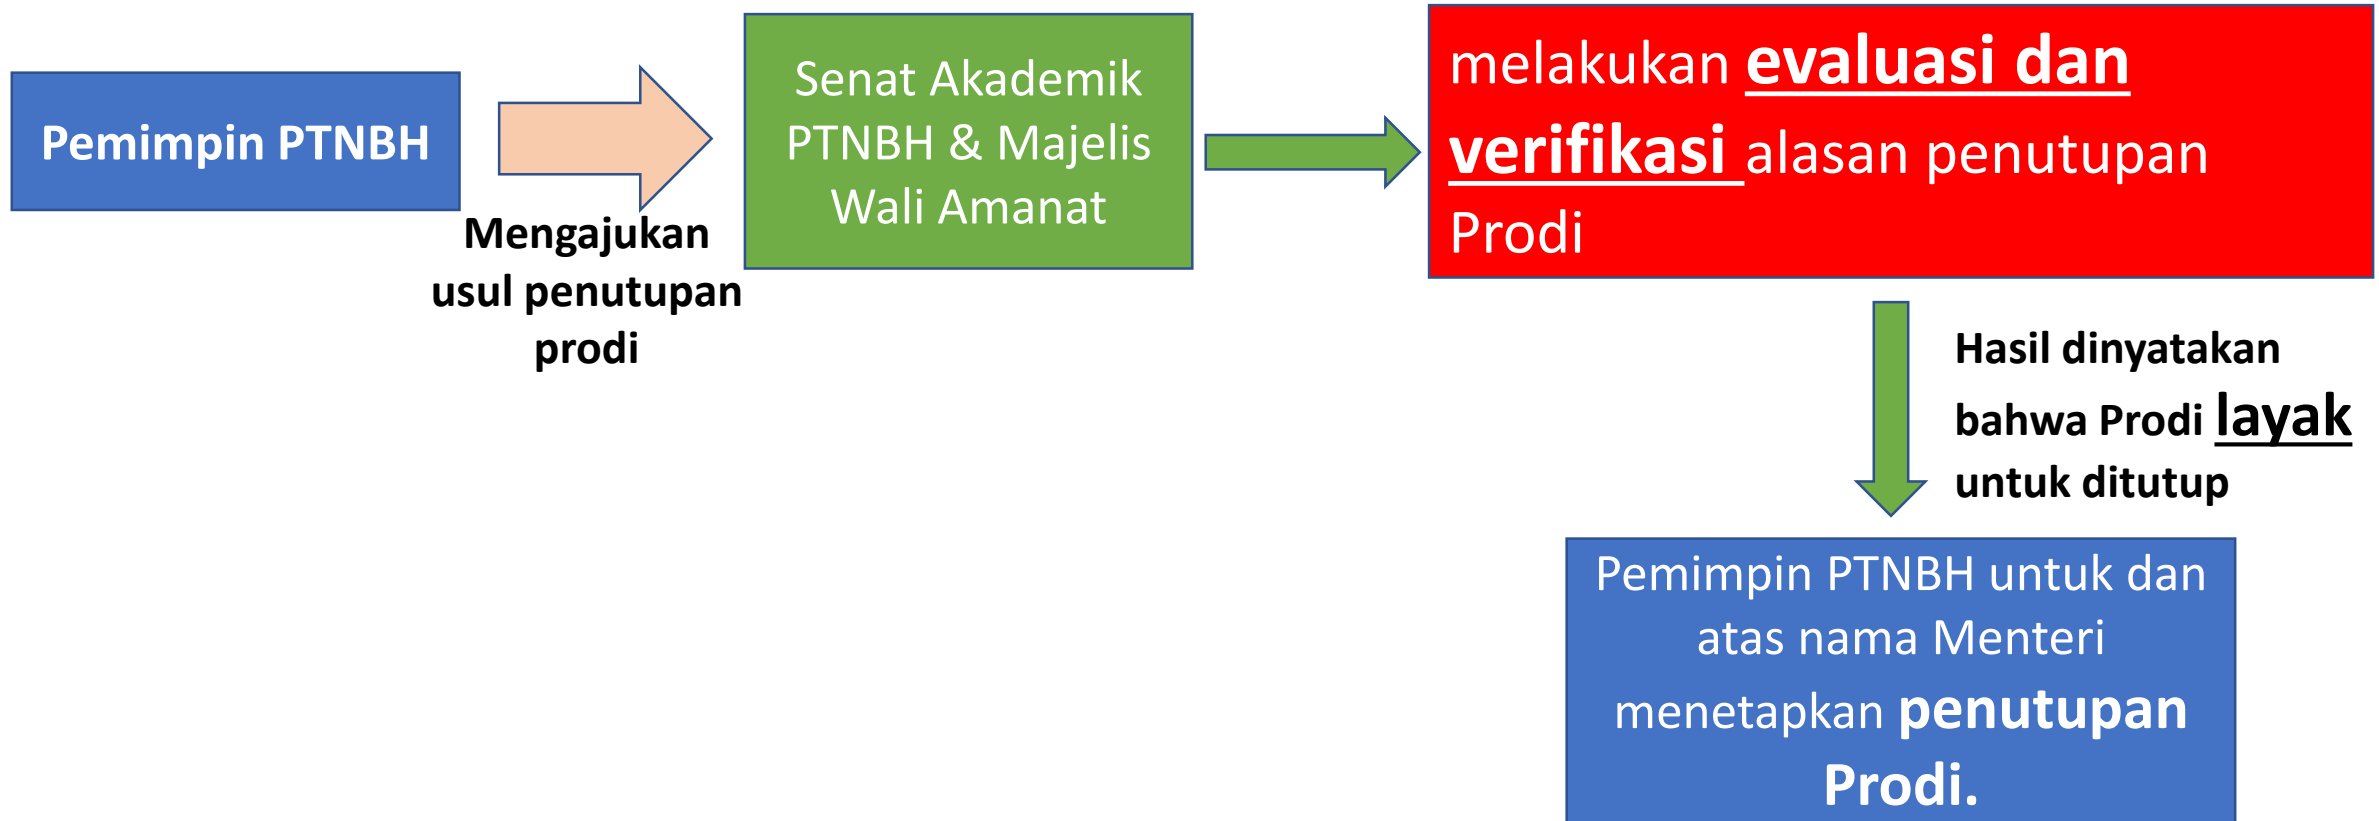 Pemimpin PTNBH
Mengajukan
usul penutupan
prodi
Senat Akademik
PTNBH & Majelis
Wali Amanat
melakukan evaluasi dan
verifikasi alasan penutupan
Prodi
Hasil dinyatakan
bahwa Prodi layak
untuk ditutup
Pemimpin PTNBH untuk dan
atas nama Menteri
menetapkan penutupan
Prodi.